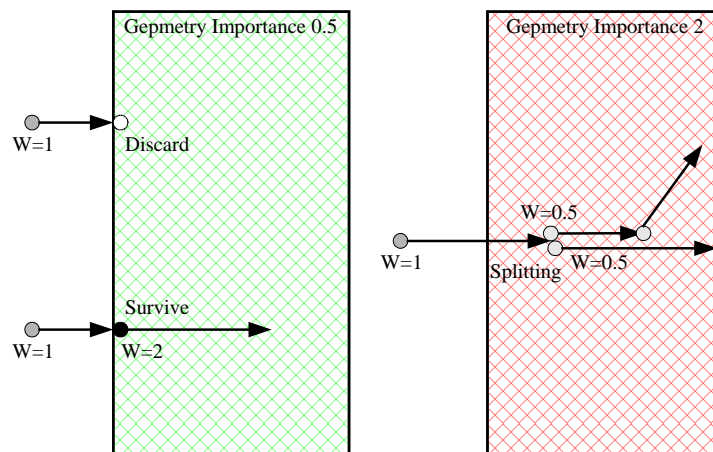 Gepmetry Importance 0.5
W=1
Discard
Survive
W=1
W=2
Gepmetry Importance 2
W=0.5
W=1
Splitting
W=0.5